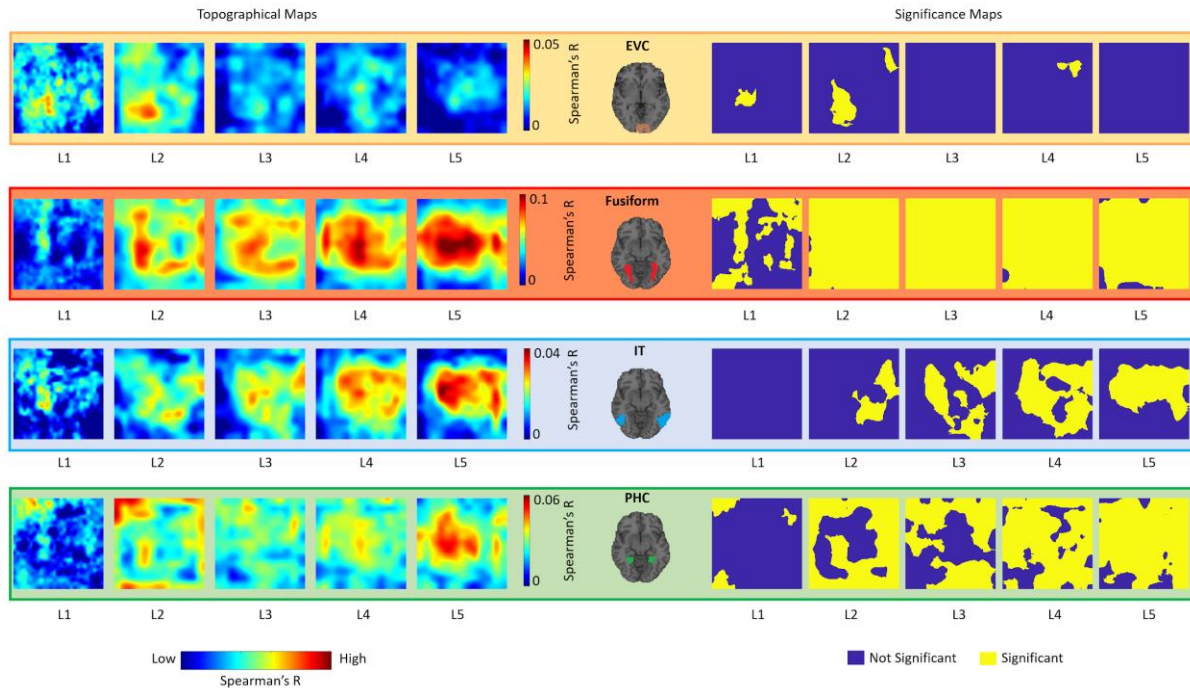 Topographical Maps
Significance Maps
0.05
0
Spearman's R
EVC
L1 L2 L3 L4 L5
L1 L2 L3 L4 L5
0.1
0
Spearman's R
Fusiform
L1 L2 L3 L4 L5
L1 L2 L3 L4 L5
0.04
0
Spearman's R
IT
L1 L2 L3 L4 L5
L1 L2 L3 L4 L5
0.06
0
Spearman's R
PHC
L1 L2 L3 L4 L5
L1 L2 L3 L4 L5
Low High
Spearman's R
Not Significant Significant